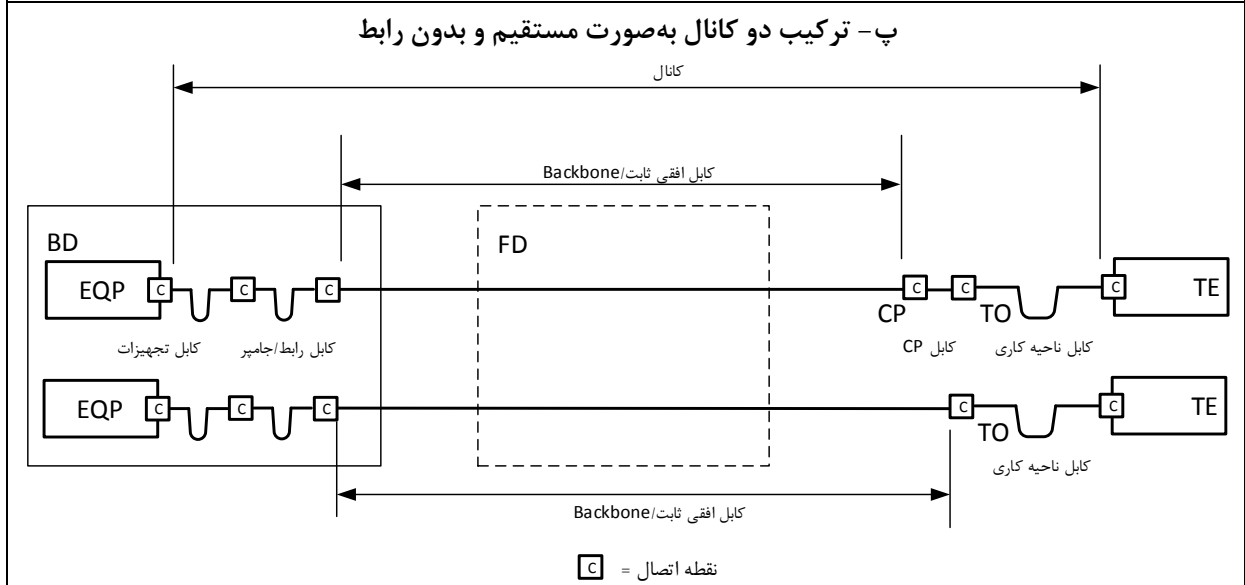 پ- ترکیب دو کانال به‌صورت مستقیم و بدون رابط
کانال
کابل افقی ثابت/Backbone
BD
FD
EQP
C
C
C
C
C
C
TE
CP
TO
کابل تجهیزات
کابل رابط/جامپر
کابل CP
کابل ناحیه کاری
EQP
C
C
C
C
C
TE
TO
کابل ناحیه کاری
کابل افقی ثابت/Backbone
نقطه اتصال = C